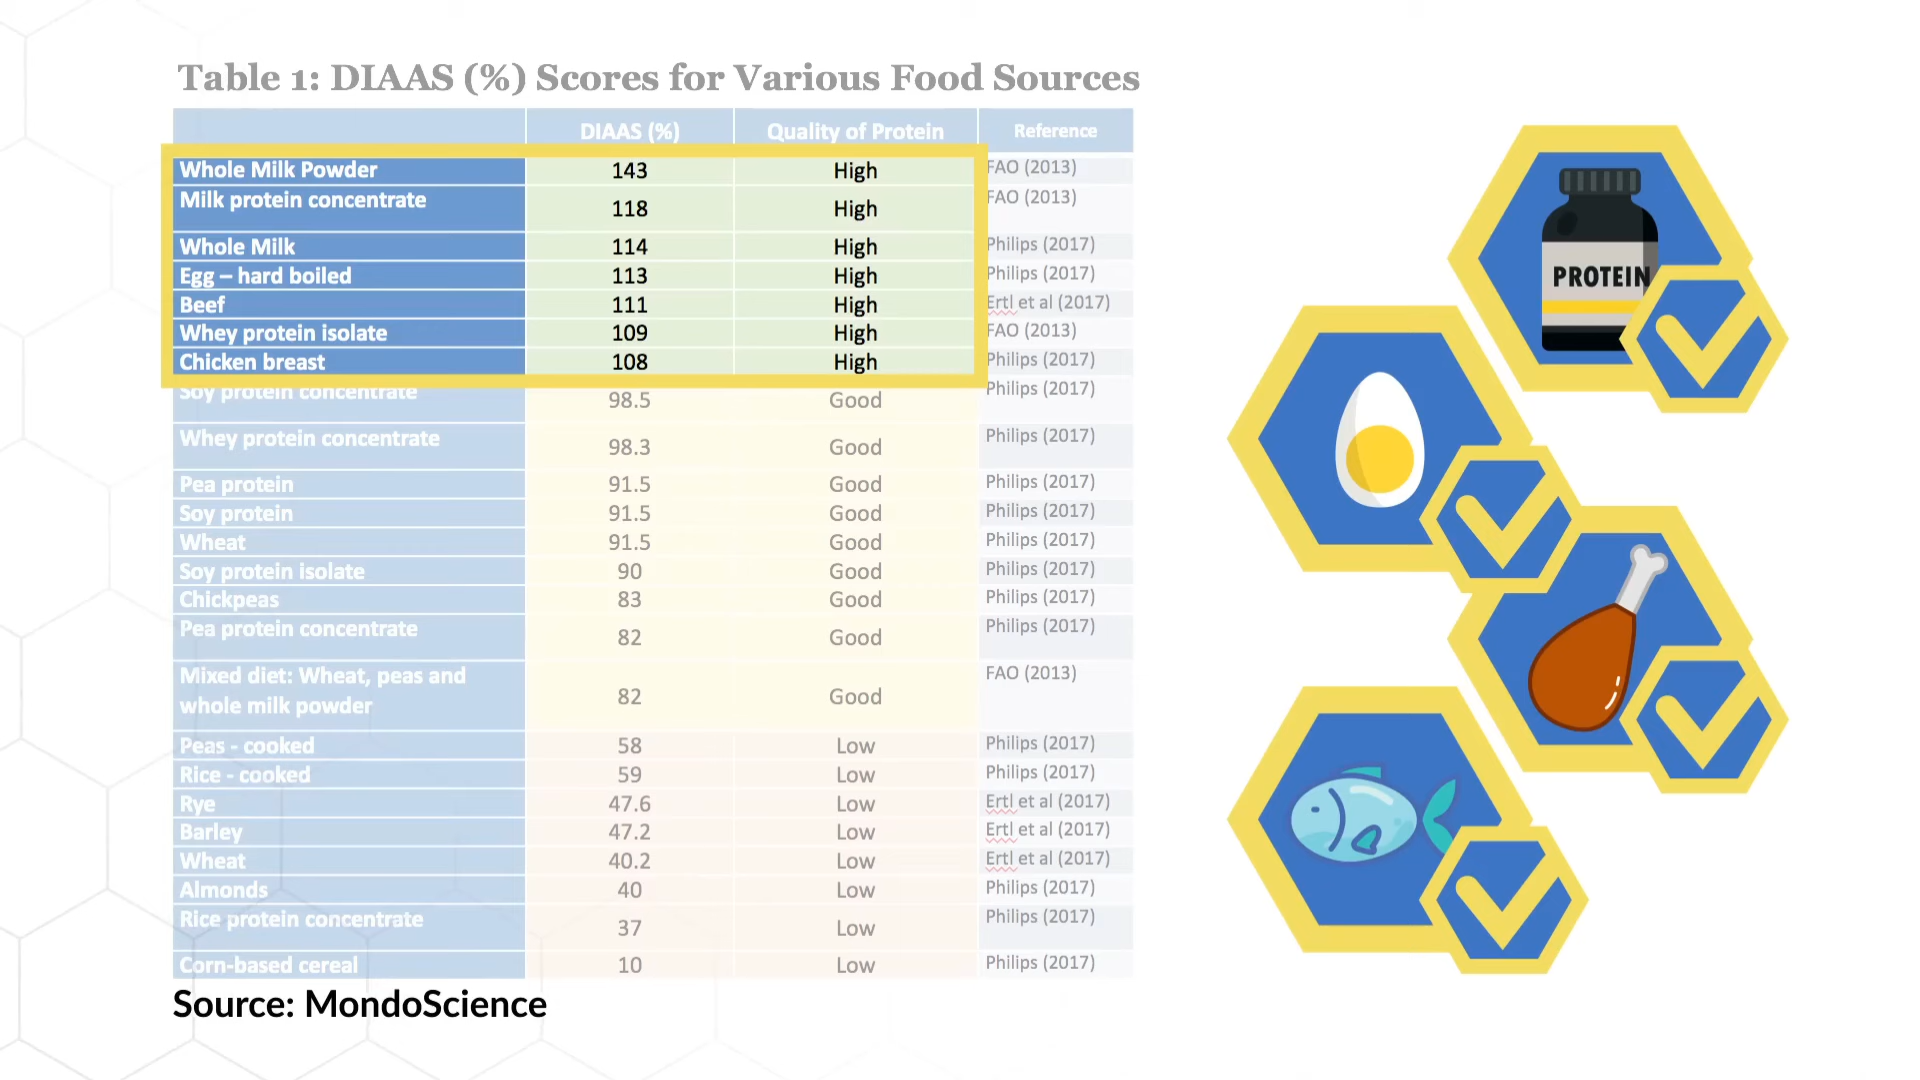 Table 1: DIAAS (%) Scores for Various Food Sources
DIAAS (%) Quality of Protein Reference
Whole Milk Powder 143 High FAO (2013)
Milk protein concentrate 118 High FAO (2013)
Whole Milk 114 High Philips (2017)
Egg – hard boiled 113 High Philips (2017)
Beef 111 High Ertl et al (2017)
Whey protein isolate 109 High FAO (2013)
Chicken breast 108 High Philips (2017)
Soy protein concentrate 98.5 Good Philips (2017)
Whey protein concentrate 98.3 Good Philips (2017)
Pea protein 91.5 Good Philips (2017)
Soy protein 91.5 Good Philips (2017)
Wheat 91.5 Good Philips (2017)
Soy protein isolate 90 Good Philips (2017)
Chickpeas 83 Good Philips (2017)
Pea protein concentrate 82 Good Philips (2017)
Mixed diet: Wheat, peas and
whole milk powder 82 Good FAO (2013)
Peas - cooked 58 Low Philips (2017)
Rice - cooked 59 Low Philips (2017)
Rye 47.6 Low Ertl et al (2017)
Barley 47.2 Low Ertl et al (2017)
Wheat 40.2 Low Ertl et al (2017)
Almonds 40 Low Philips (2017)
Rice protein concentrate 37 Low Philips (2017)
Corn-based cereal 10 Low Philips (2017)
Source: MondoScience
PROTEIN